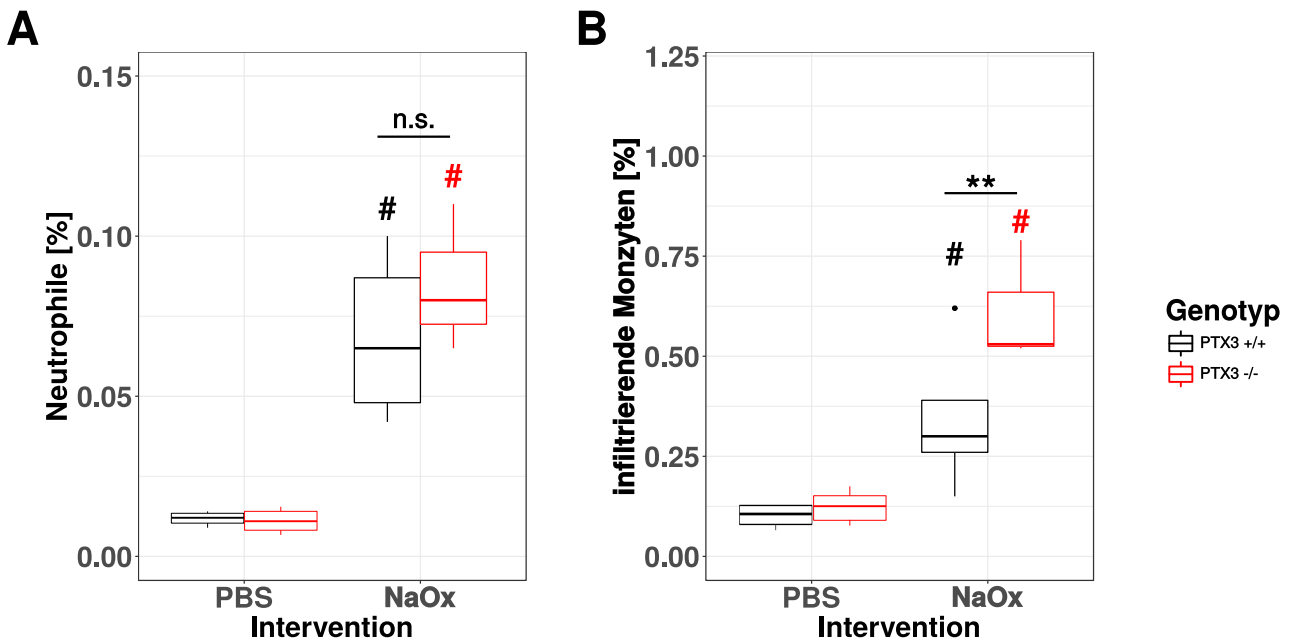 A
Neutrophile [%]
0.15
0.10
0.05
0.00
n.s.
#
#
PBS
NaOx
Intervention
B
infiltrierende Monzyten [%]
1.25
1.00
0.75
0.50
0.25
0.00
**
#
#
PBS
NaOx
Intervention
Genotyp
PTX3 +/+
PTX3 -/-